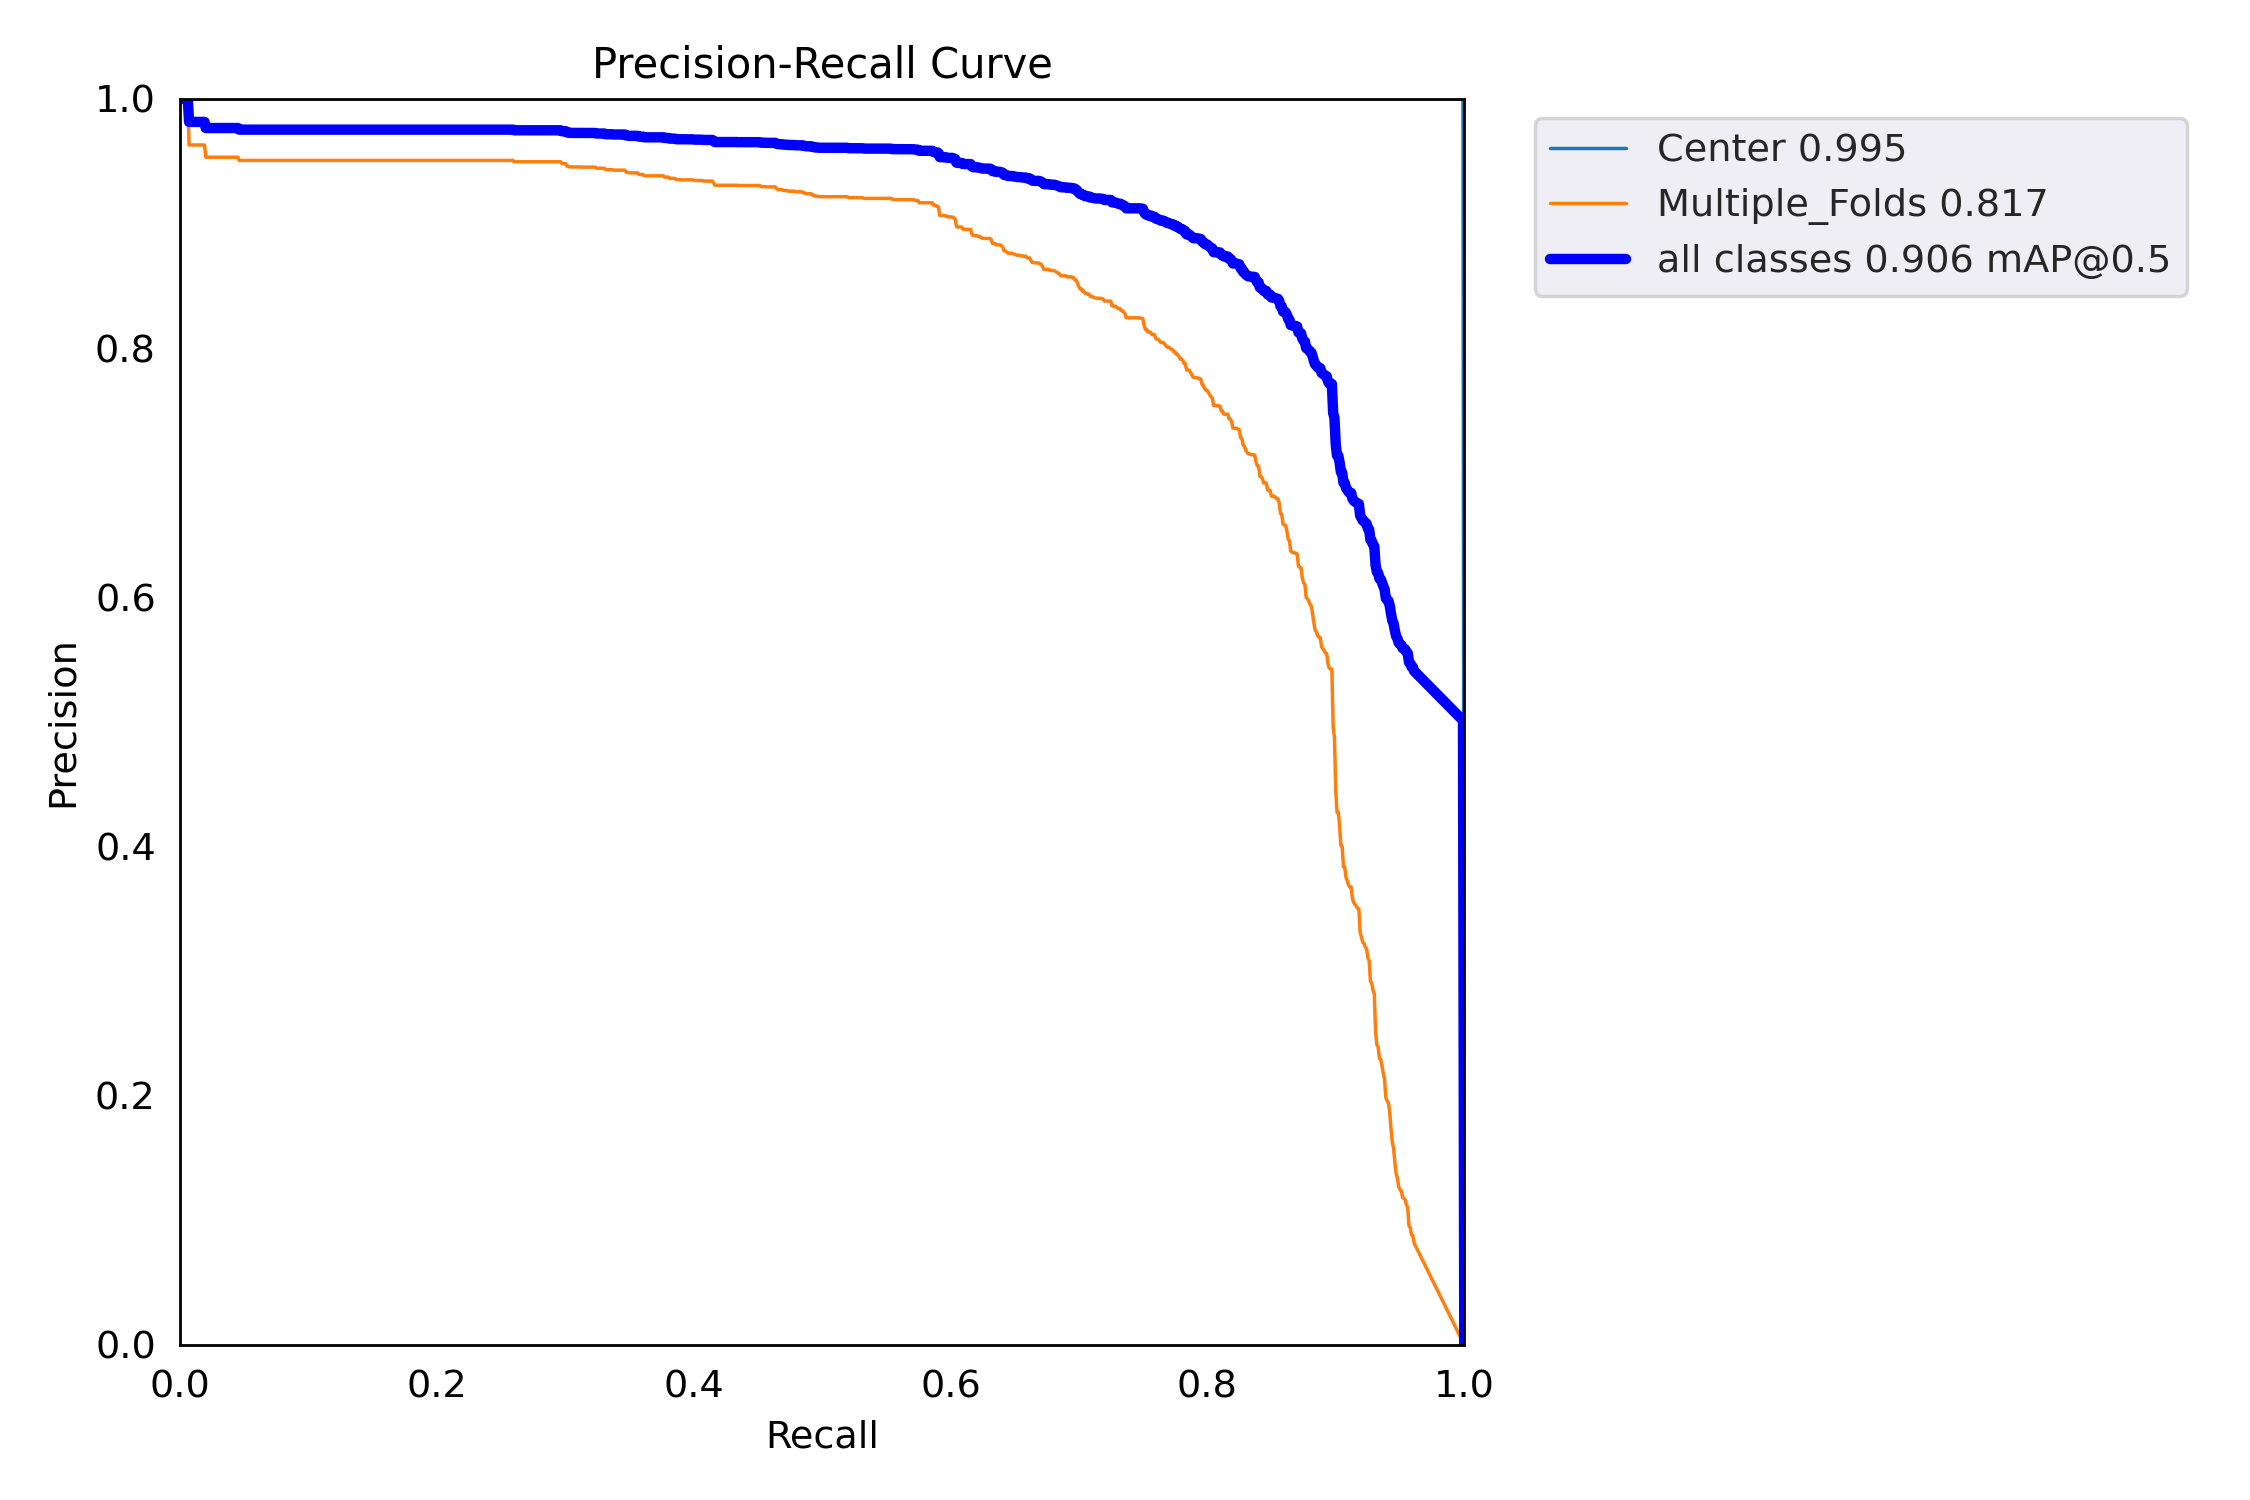 Precision-Recall Curve
1.0
0.8
0.6
0.4
0.2
0.0
Precision
0.0 0.2 0.4 0.6 0.8 1.0
Recall
Center 0.995
Multiple_Folds 0.817
all classes 0.906 mAP@0.5